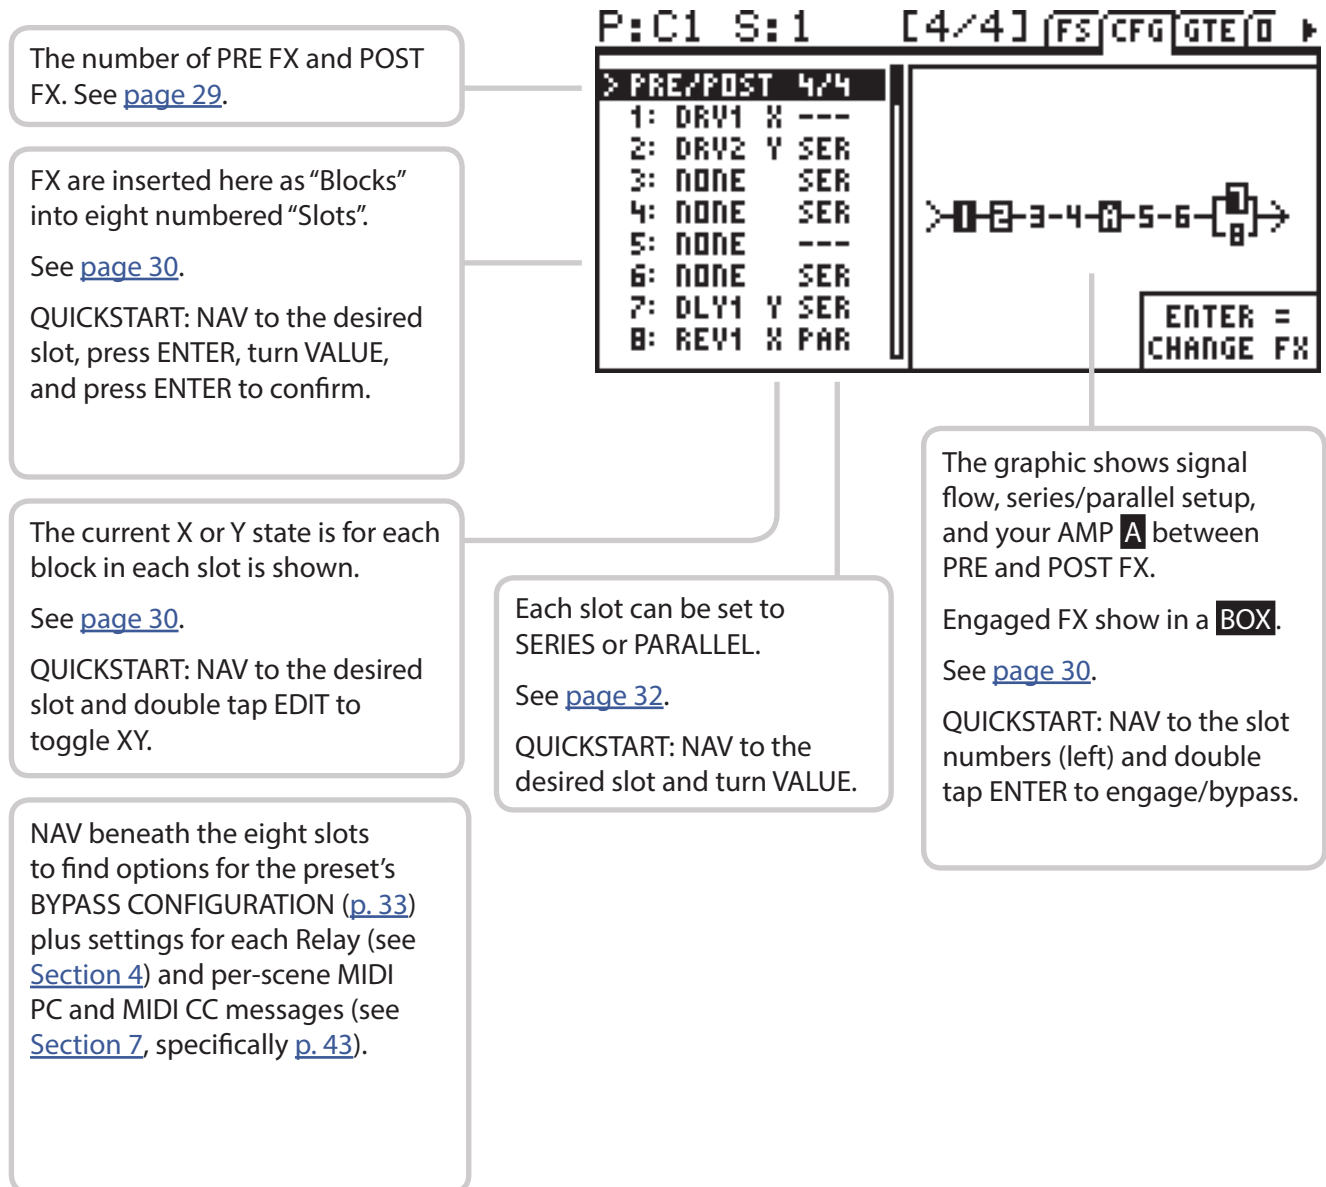 P:C1 S:1 [4/4] FS CFG GTE O
The number of PRE FX and POST
FX. See page 29.
FX are inserted here as “Blocks”
into eight numbered “Slots”.
See page 30.
QUICKSTART: NAV to the desired
slot, press ENTER, turn VALUE,
and press ENTER to confirm.
> PRE/POST 4/4
1: DRV1 X ---
2: DRV2 Y SER
3: NONE SER
4: NONE SER
5: NONE ---
6: NONE SER
7: DLY1 Y SER
8: REV1 X PAR
1-2-3-4-A-5-6-7
8
ENTER =
CHANGE FX
The current X or Y state is for each
block in each slot is shown.
See page 30.
QUICKSTART: NAV to the desired
slot and double tap EDIT to
toggle XY.
Each slot can be set to
SERIES or PARALLEL.
See page 32.
QUICKSTART: NAV to the
desired slot and turn VALUE.
The graphic shows signal
flow, series/parallel setup,
and your AMP A between
PRE and POST FX.
Engaged FX show in a BOX.
See page 30.
QUICKSTART: NAV to the slot
numbers (left) and double
tap ENTER to engage/bypass.
NAV beneath the eight slots
to find options for the preset’s
BYPASS CONFIGURATION (p. 33)
plus settings for each Relay (see
Section 4) and per-scene MIDI
PC and MIDI CC messages (see
Section 7, specifically p. 43).